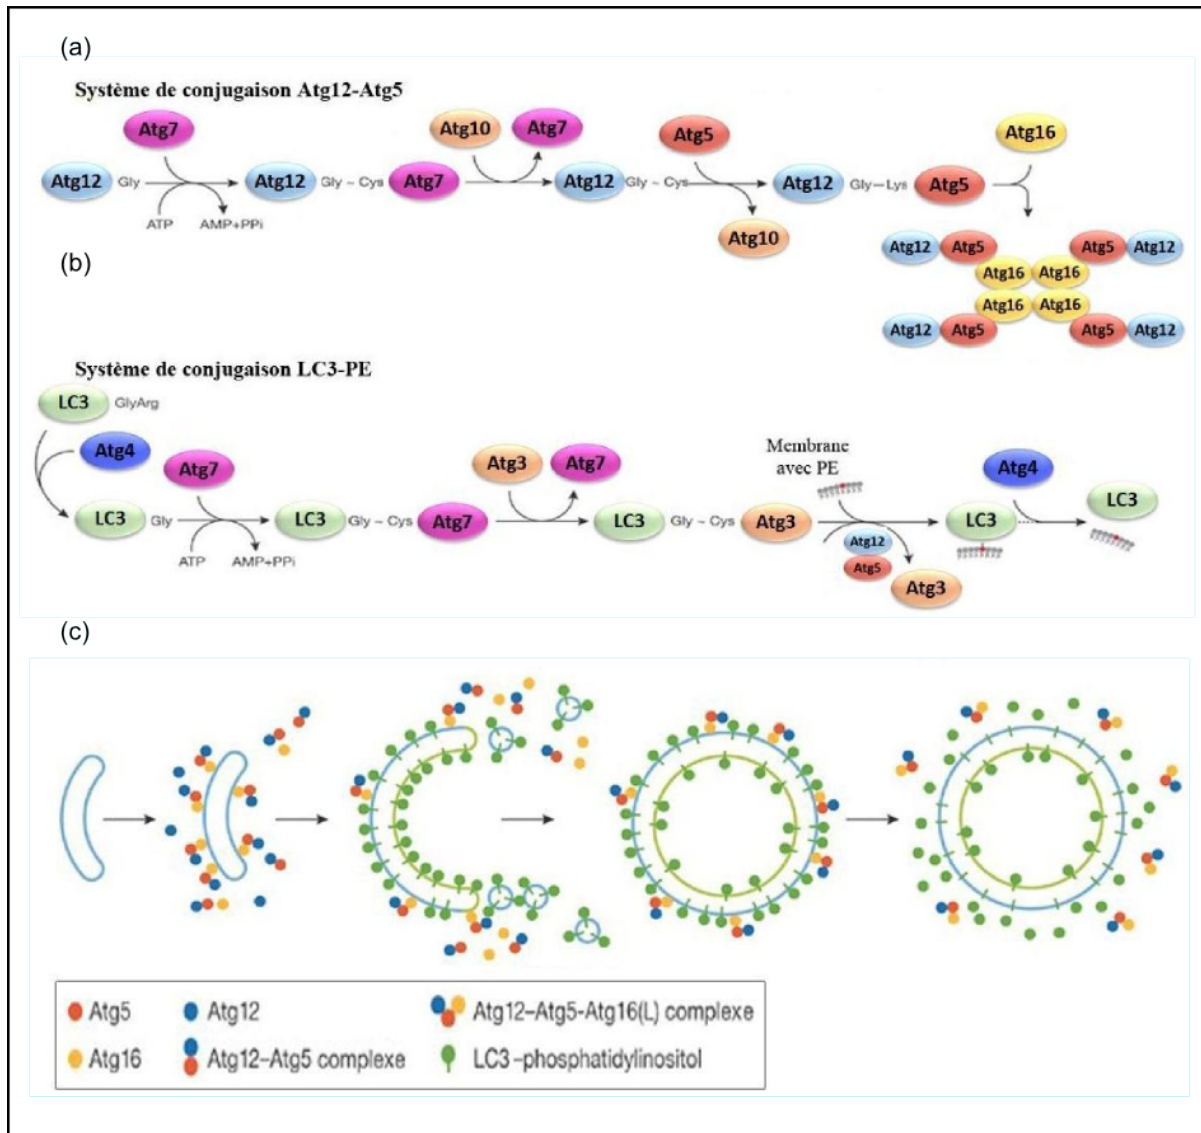 (a)
Système de conjugaison Atg12-Atg5
Atg7 Atg10 Atg7 Atg5 Atg16
Atg12 Gly Atg12 Gly ~ Cys Atg7 Atg12 Gly ~ Cys Atg12 Gly—Lys Atg5
ATP AMP+PPi Atg10
Atg12 Atg5 Atg5 Atg12
Atg16 Atg16
Atg16 Atg16
Atg12 Atg5 Atg5 Atg12
(b)
Système de conjugaison LC3-PE
LC3 GlyArg
Atg4 Atg7 Atg3 Atg7 Membrane
avec PE Atg4
LC3 Gly LC3 Gly ~ Cys Atg7 LC3 Gly ~ Cys Atg3 LC3 LC3
ATP AMP+PPi Atg12
Atg5
Atg3
(c)
Atg5 Atg12 Atg12–Atg5-Atg16(L) complexe
Atg16 Atg12–Atg5 complexe LC3–phosphatidylinositol